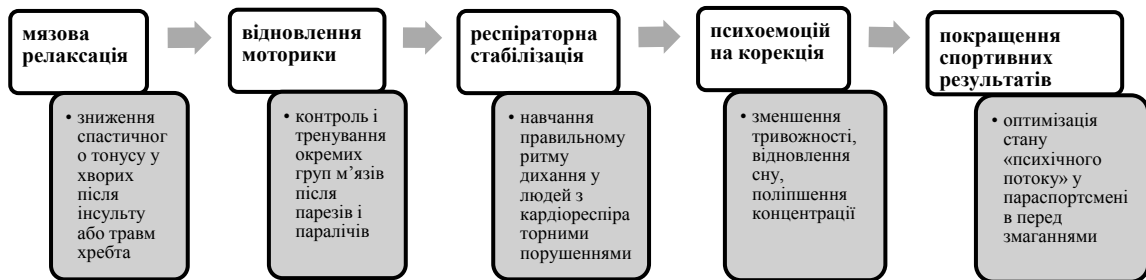 мязова
релаксація
• зниження
спастичног
о тонусу у
хворих
після
інсульту
або травм
хребта
відновлення
моторики
• контроль і
тренування
окремих
груп м’язів
після
парезів і
паралічів
респіраторна
стабілізація
• навчання
правильному
ритму
дихання у
людей з
кардіореспіра
торними
порушеннями
психоемоцій
на корекція
• зменшення
тривожності,
відновлення
сну,
поліпшення
концентрації
покращення
спортивних
результатів
• оптимізація
стану
«психічного
потоку» у
параспортсмені
в перед
змаганнями